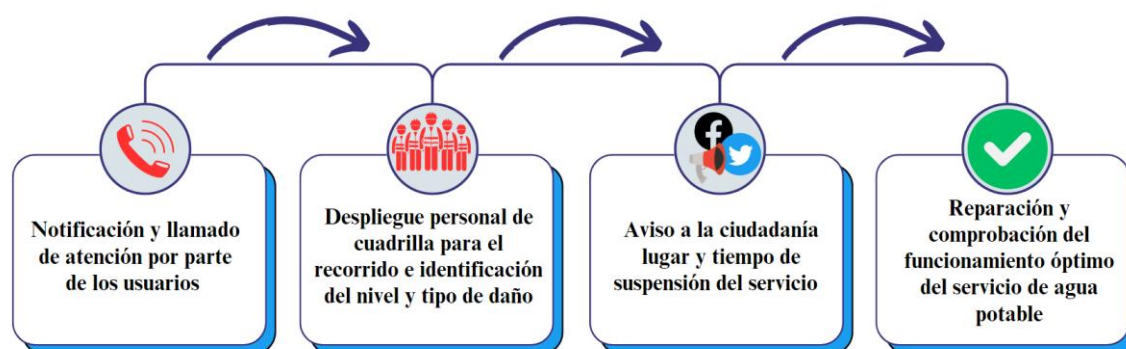 Notificación y llamado
de atención por parte
de los usuarios
Despliegue personal de
cuadrilla para el
recorrido e identificación
del nivel y tipo de daño
Aviso a la ciudadanía
lugar y tiempo de
suspensión del servicio
Reparación y
comprobación del
funcionamiento óptimo
del servicio de agua
potable